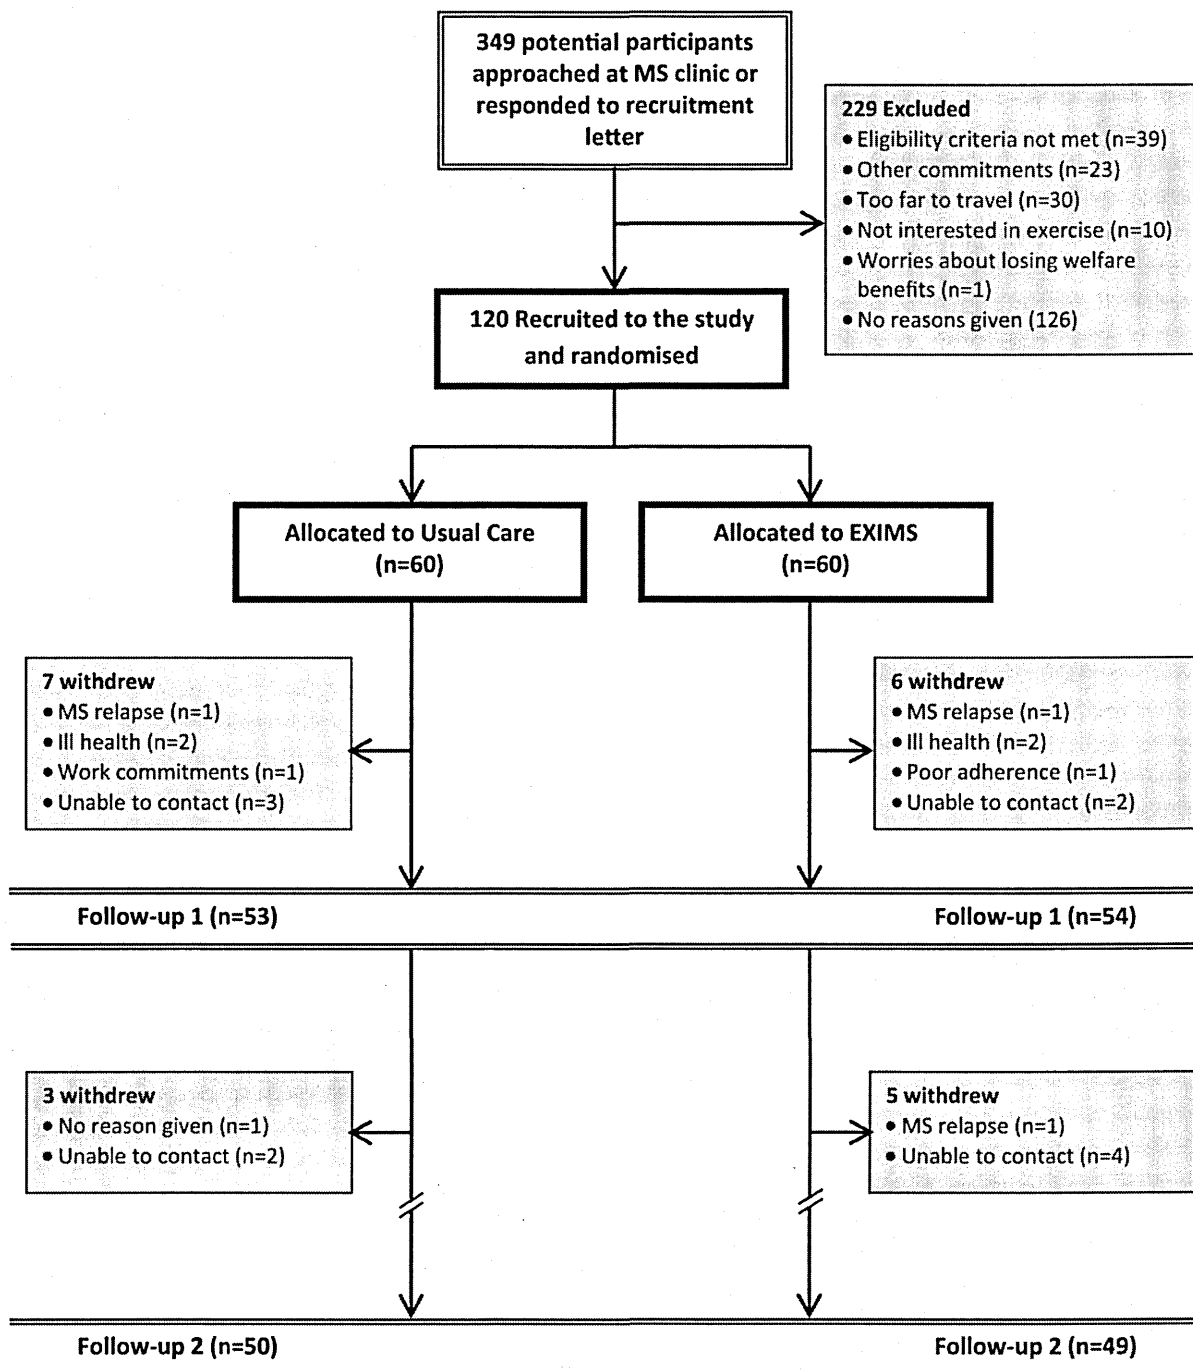 349 potential participants
approached at MS clinic or
responded to recruitment
letter
229 Excluded
• Eligibility criteria not met (n=39)
• Other commitments (n=23)
• Too far to travel (n=30)
• Not interested in exercise (n=10)
• Worries about losing welfare
benefits (n=1)
• No reasons given (126)
120 Recruited to the study
and randomised
Allocated to Usual Care
(n=60)
Allocated to EXIMS
(n=60)
7 withdrew
• MS relapse (n=1)
• Ill health (n=2)
• Work commitments (n=1)
• Unable to contact (n=3)
6 withdrew
• MS relapse (n=1)
• Ill health (n=2)
• Poor adherence (n=1)
• Unable to contact (n=2)
Follow-up 1 (n=53)
Follow-up 1 (n=54)
3 withdrew
• No reason given (n=1)
• Unable to contact (n=2)
5 withdrew
• MS relapse (n=1)
• Unable to contact (n=4)
Follow-up 2 (n=50)
Follow-up 2 (n=49)